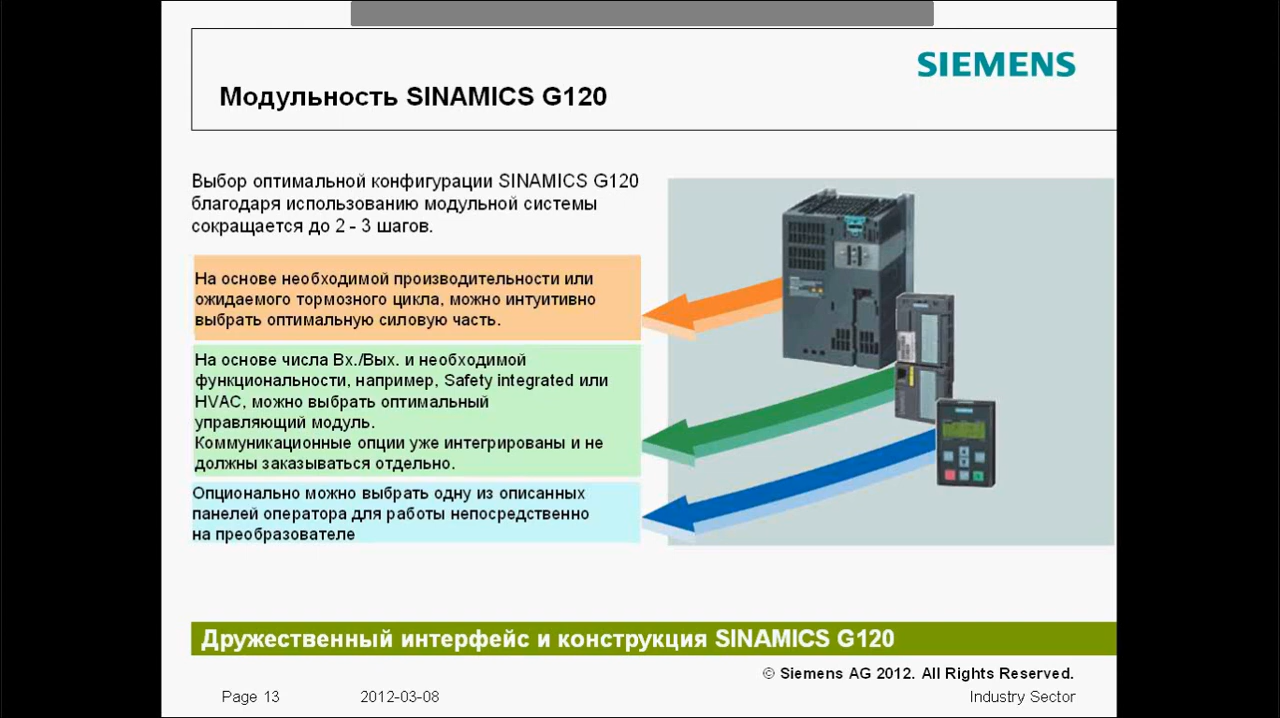 SIEMENS
Модульность SINAMICS G120
Выбор оптимальной конфигурации SINAMICS G120
благодаря использованию модульной системы
сокращается до 2 - 3 шагов.
На основе необходимой производительности или
ожидаемого тормозного цикла, можно интуитивно
выбрать оптимальную силовую часть.
На основе числа Вх./Вых. и необходимой
функциональности, например, Safety integrated или
HVAC, можно выбрать оптимальный
управляющий модуль.
Коммуникационные опции уже интегрированы и не
должны заказываться отдельно.
Опционально можно выбрать одну из описанных
панелей оператора для работы непосредственно
на преобразователе
Дружественный интерфейс и конструкция SINAMICS G120
© Siemens AG 2012. All Rights Reserved.
Page 13
2012-03-08
Industry Sector